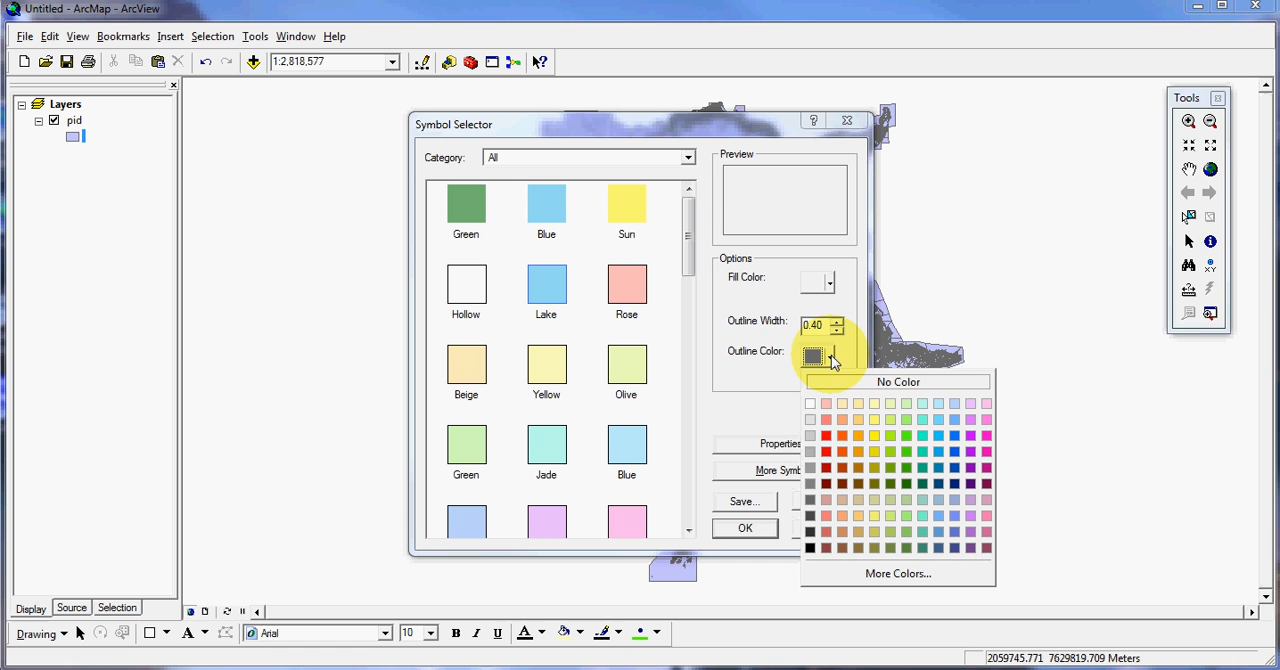 Untitled - ArcMap - ArcView
File Edit View Bookmarks Insert Selection Tools Window Help
1:2,818,577
Layers
pid
Symbol Selector
Category: All
Preview
Green Blue Sun
Hollow Lake Rose
Beige Yellow Olive
Green Jade Blue
Options
Fill Color:
Outline Width: 0.40
Outline Color:
No Color
More Colors...
Properties
More Symb
Save...
OK
Tools
XY
Display Source Selection
Drawing A Arial 10 B I U A
2059745.771 7629819.709 Meters